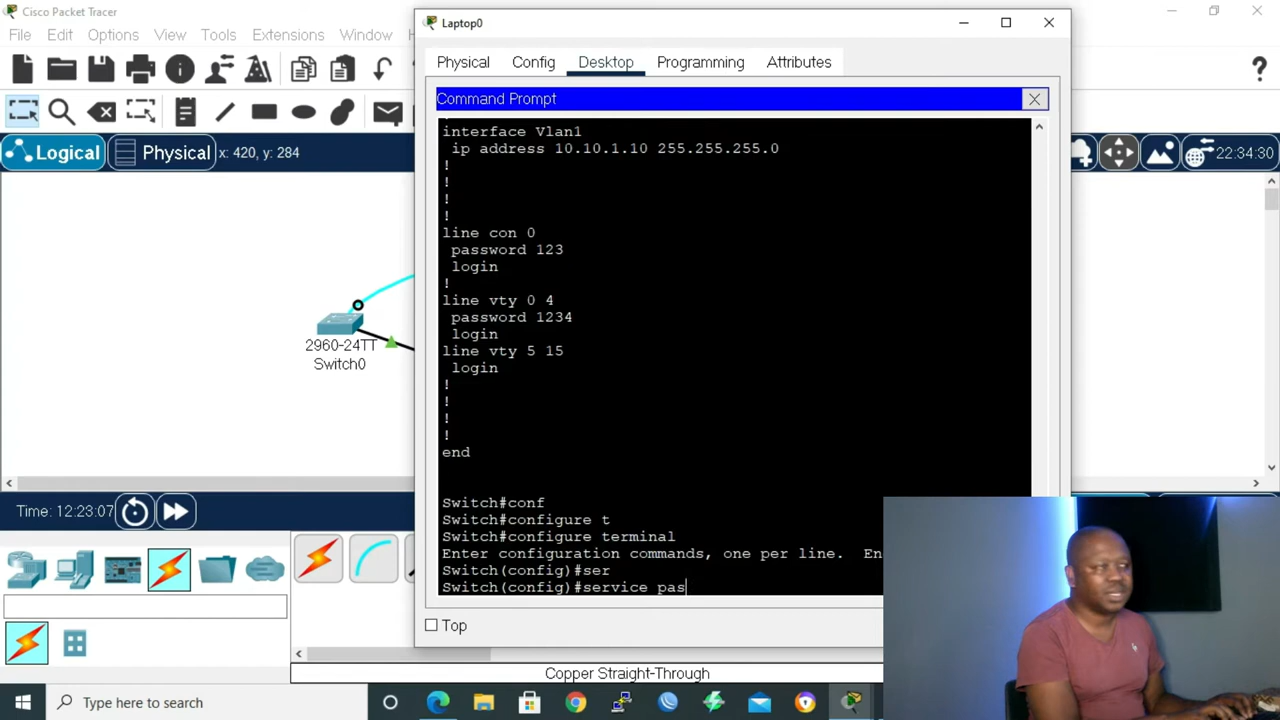 Cisco Packet Tracer
File Edit Options View Tools Extensions Window
Logical Physical x: 420, y: 284
22:34:30
2960-24TT
Switch0
Time: 12:23:07
Laptop0
Physical Config Desktop Programming Attributes
Command Prompt
interface Vlan1
ip address 10.10.1.10 255.255.255.0
!
!
!
!
line con 0
password 123
login
!
line vty 0 4
password 1234
login
line vty 5 15
login
!
!
!
!
end
Switch#conf
Switch#configure t
Switch#configure terminal
Enter configuration commands, one per line. En
Switch(config)#ser
Switch(config)#service pas
Top
Copper Straight-Through
Type here to search